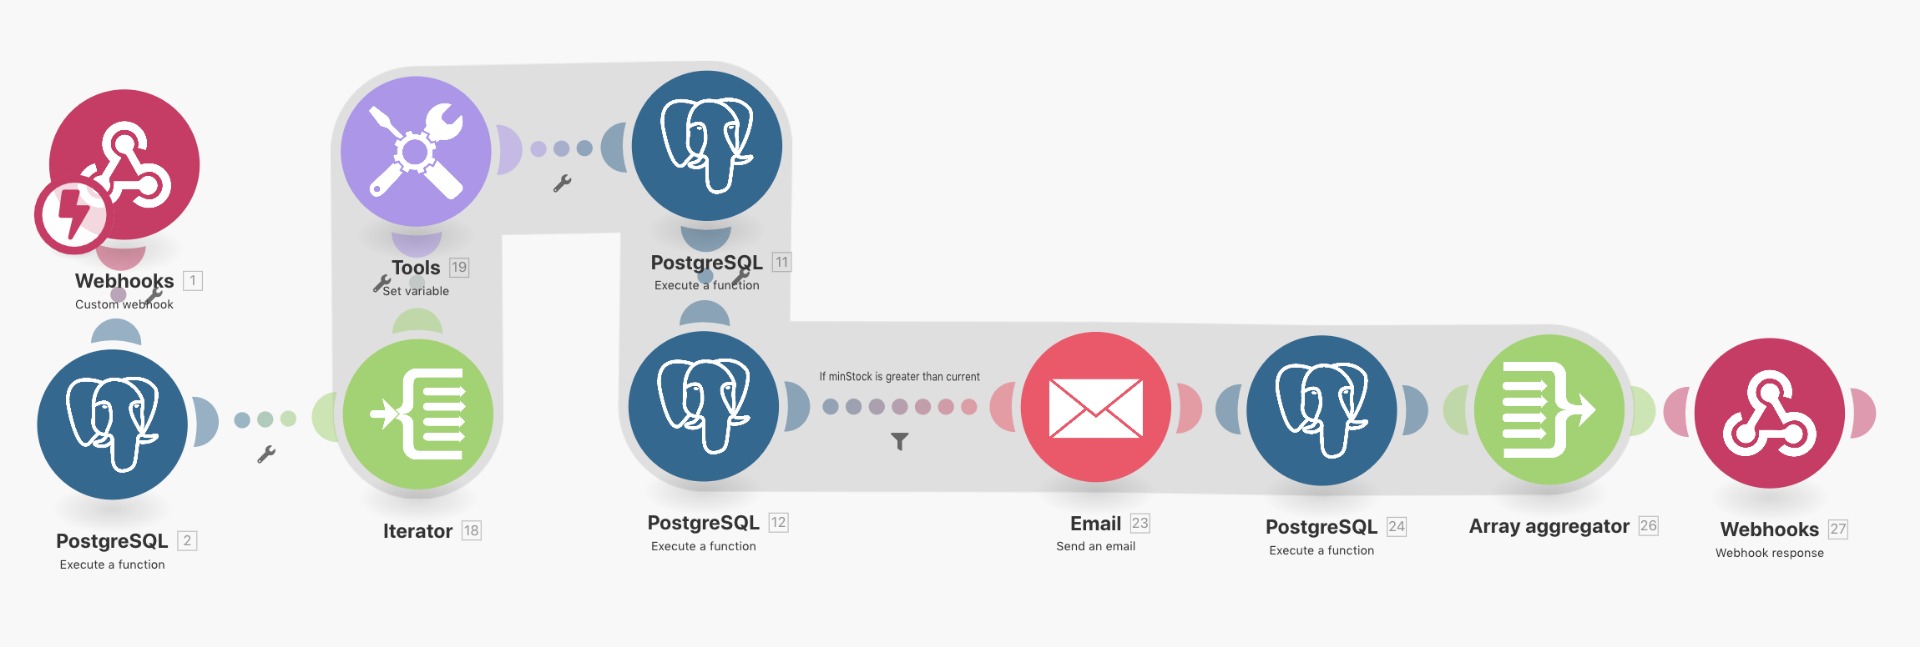 Webhooks 1
Custom webhook
PostgreSQL 2
Execute a function
Iterator 18
Tools 19
Set variable
PostgreSQL 11
Execute a function
PostgreSQL 12
Execute a function
If minStock is greater than current
Email 23
Send an email
PostgreSQL 24
Execute a function
Array aggregator 26
Webhooks 27
Webhook response